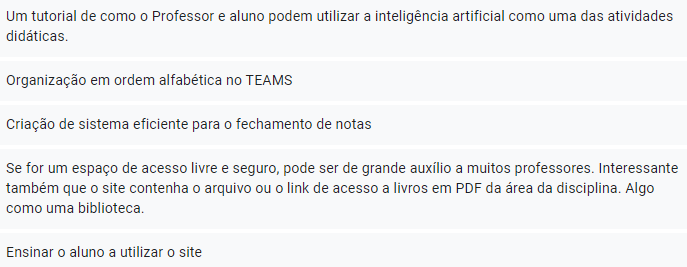 Um tutorial de como o Professor e aluno podem utilizar a inteligência artificial como uma das atividades
didáticas.
Organização em ordem alfabética no TEAMS
Criação de sistema eficiente para o fechamento de notas
Se for um espaço de acesso livre e seguro, pode ser de grande auxílio a muitos professores. Interessante
também que o site contenha o arquivo ou o link de acesso a livros em PDF da área da disciplina. Algo
como uma biblioteca.
Ensinar o aluno a utilizar o site